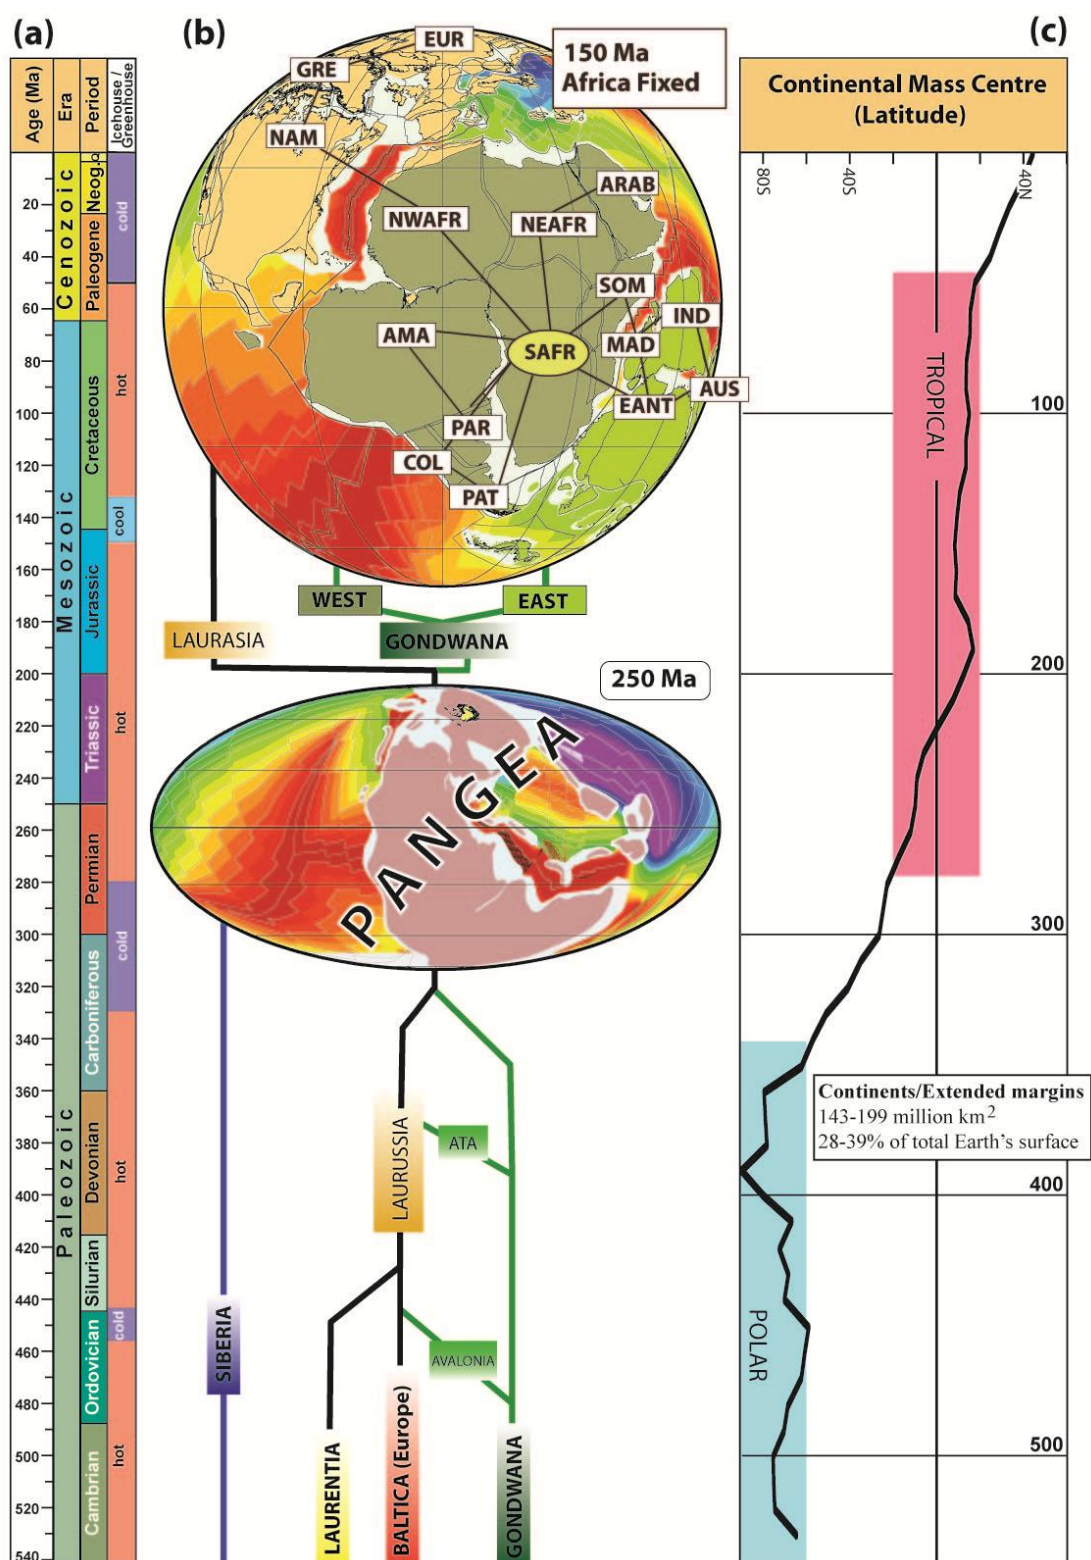 (a)
Age (Ma)
Era
Period
Icehouse /
Greenhouse
20
40
60
80
100
120
140
160
180
200
220
240
260
280
300
320
340
360
380
400
420
440
460
480
500
520
540
Cenozoic
Mesozoic
Paleozoic
Neog.
Paleogene
Cretaceous
Jurassic
Triassic
Permian
Carboniferous
Devonian
Silurian
Ordovician
Cambrian
cold
hot
cool
hot
cold
hot
cold
hot
(b)
150 Ma
Africa Fixed
EUR
GRE
NAM
ARAB
NWAFR
NEAFR
SOM
IND
AMA
SAFR
MAD
AUS
EANT
PAR
COL
PAT
WEST
EAST
LAURASIA
GONDWANA
250 Ma
PANGEA
LAURUSSIA
ATA
SIBERIA
AVALONIA
LAURENTIA
BALTICA (Europe)
GONDWANA
(c)
Continental Mass Centre
(Latitude)
80S
40S
40N
TROPICAL
100
200
300
Continents/Extended margins
143-199 million km2
28-39% of total Earth's surface
400
POLAR
500